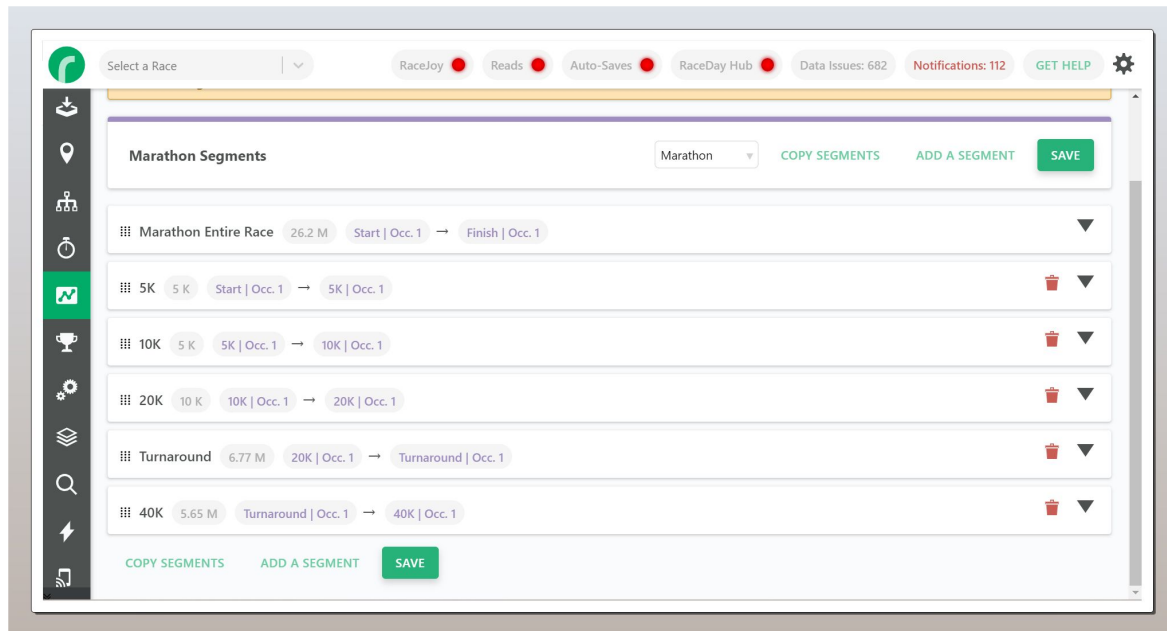 Select a Race
RaceJoy
Reads
Auto-Saves
RaceDay Hub
Data Issues: 682
Notifications: 112
GET HELP
Marathon Segments
Marathon
COPY SEGMENTS
ADD A SEGMENT
SAVE
Marathon Entire Race 26.2 M Start | Occ. 1 → Finish | Occ. 1
5K 5 K Start | Occ. 1 → 5K | Occ. 1
10K 5 K 5K | Occ. 1 → 10K | Occ. 1
20K 10 K 10K | Occ. 1 → 20K | Occ. 1
Turnaround 6.77 M 20K | Occ. 1 → Turnaround | Occ. 1
40K 5.65 M Turnaround | Occ. 1 → 40K | Occ. 1
COPY SEGMENTS
ADD A SEGMENT
SAVE